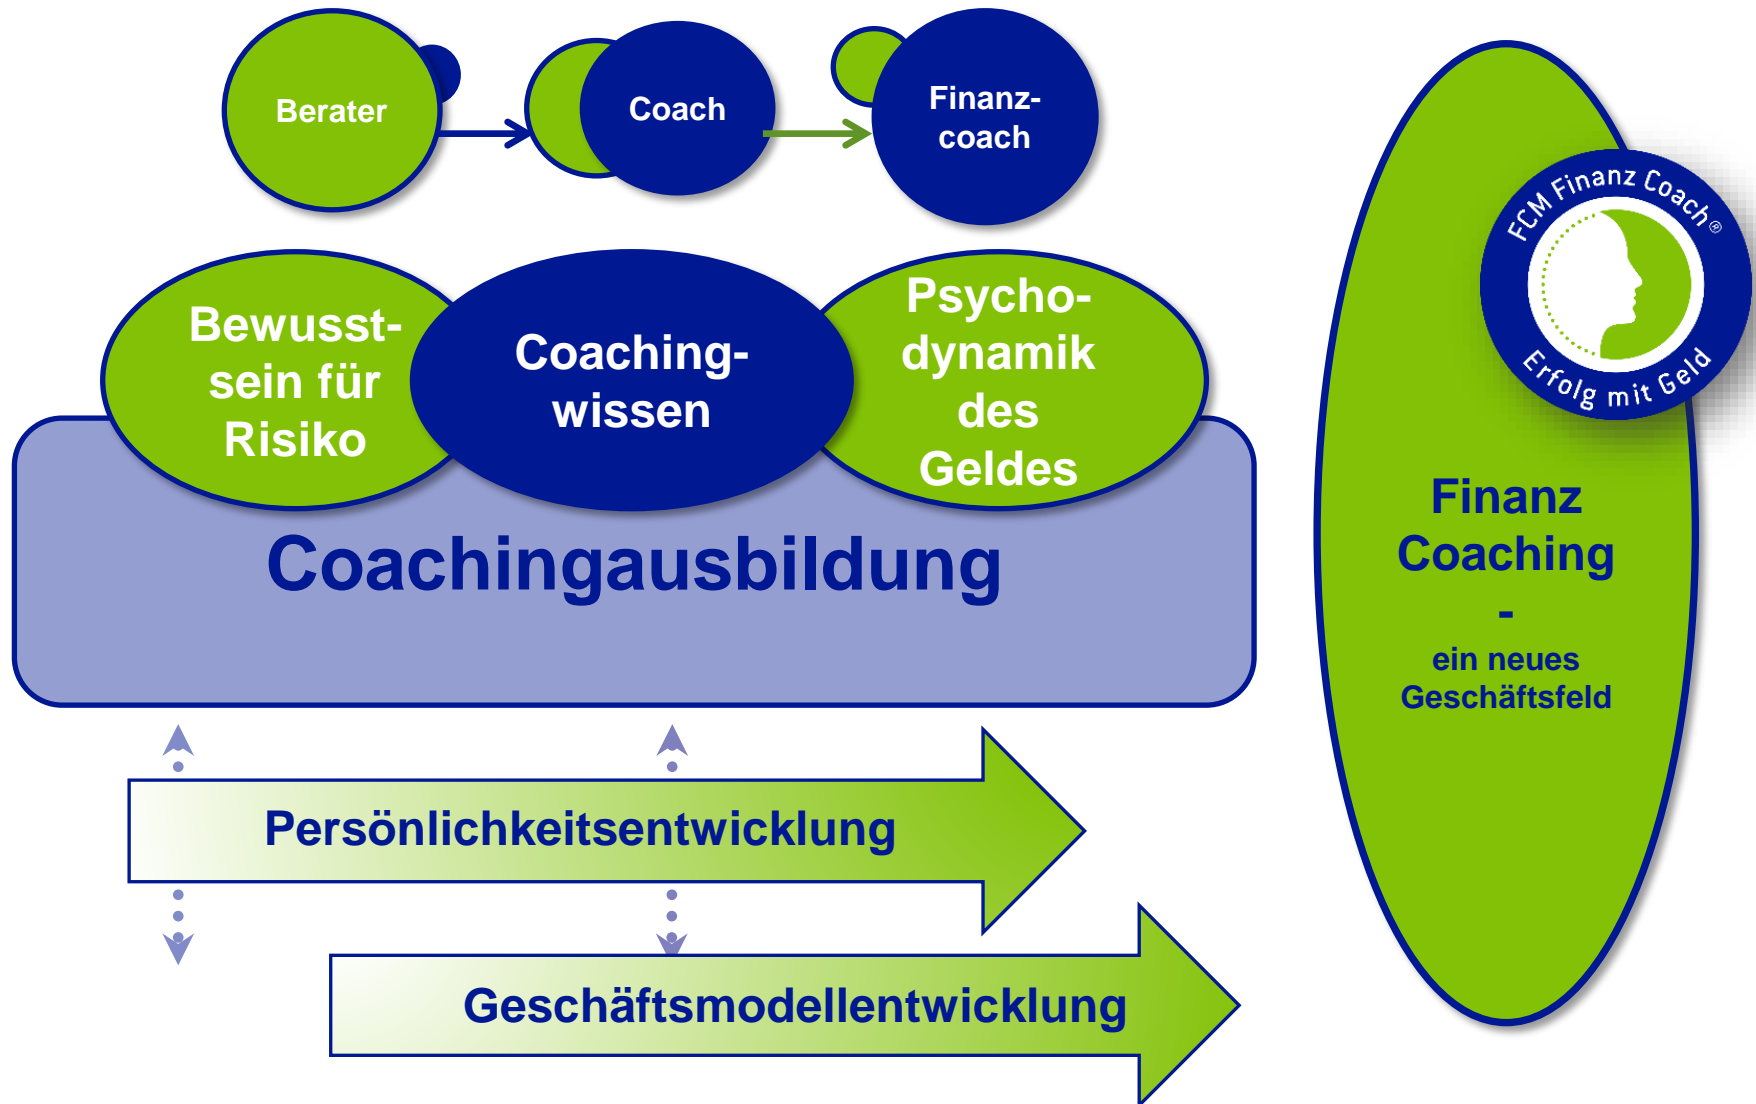 Berater
Coach
Finanz-
coach
Bewusst-
sein für
Risiko
Coaching-
wissen
Psycho-
dynamik
des
Geldes
Coachingausbildung
Persönlichkeitsentwicklung
Geschäftsmodellentwicklung
FCM Finanz Coach®
Erfolg mit Geld
Finanz
Coaching
-
ein neues
Geschäftsfeld